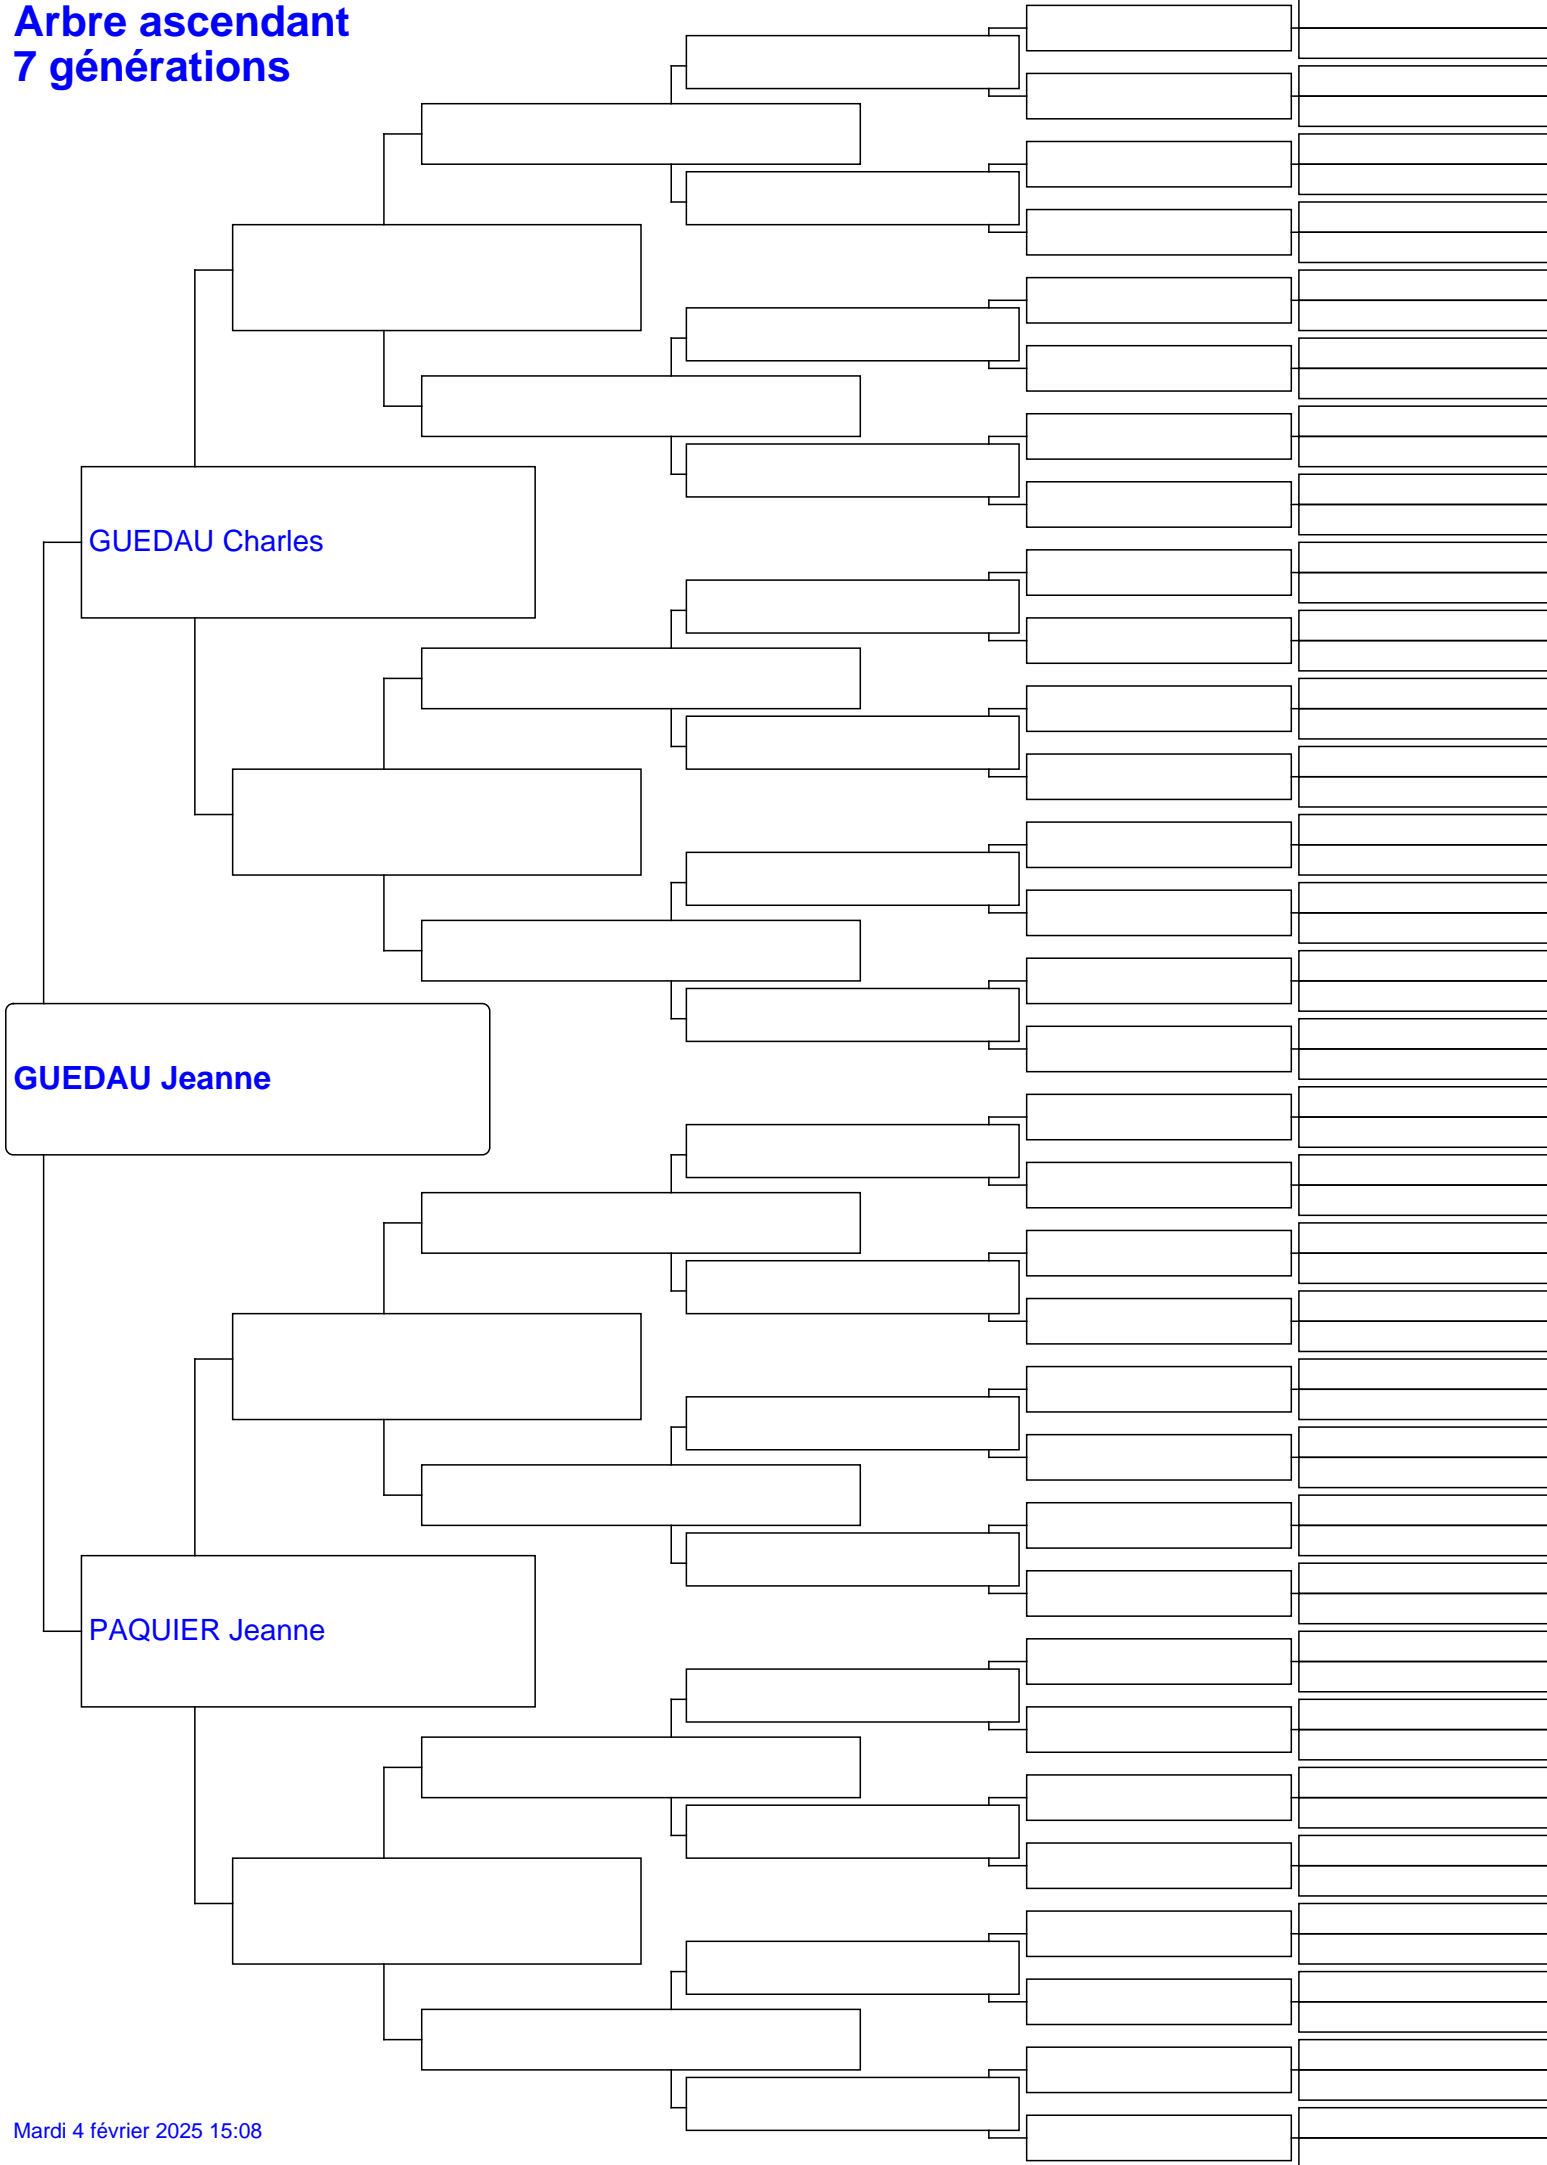 Arbre ascendant
7 générations
GUEDAU Charles
GUEDAU Jeanne
PAQUIER Jeanne
Mardi 4 février 2025 15:08